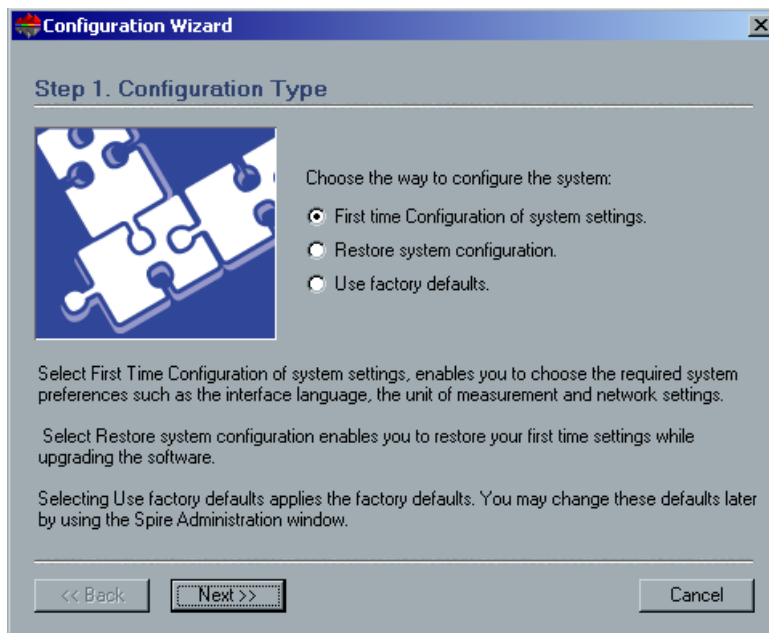 Configuration Wizard
Step 1. Configuration Type
Choose the way to configure the system:
First time Configuration of system settings.
Restore system configuration.
Use factory defaults.
Select First Time Configuration of system settings, enables you to choose the required system
preferences such as the interface language, the unit of measurement and network settings.
Select Restore system configuration enables you to restore your first time settings while
upgrading the software.
Selecting Use factory defaults applies the factory defaults. You may change these defaults later
by using the Spire Administration window.
<< Back
Next >>
Cancel